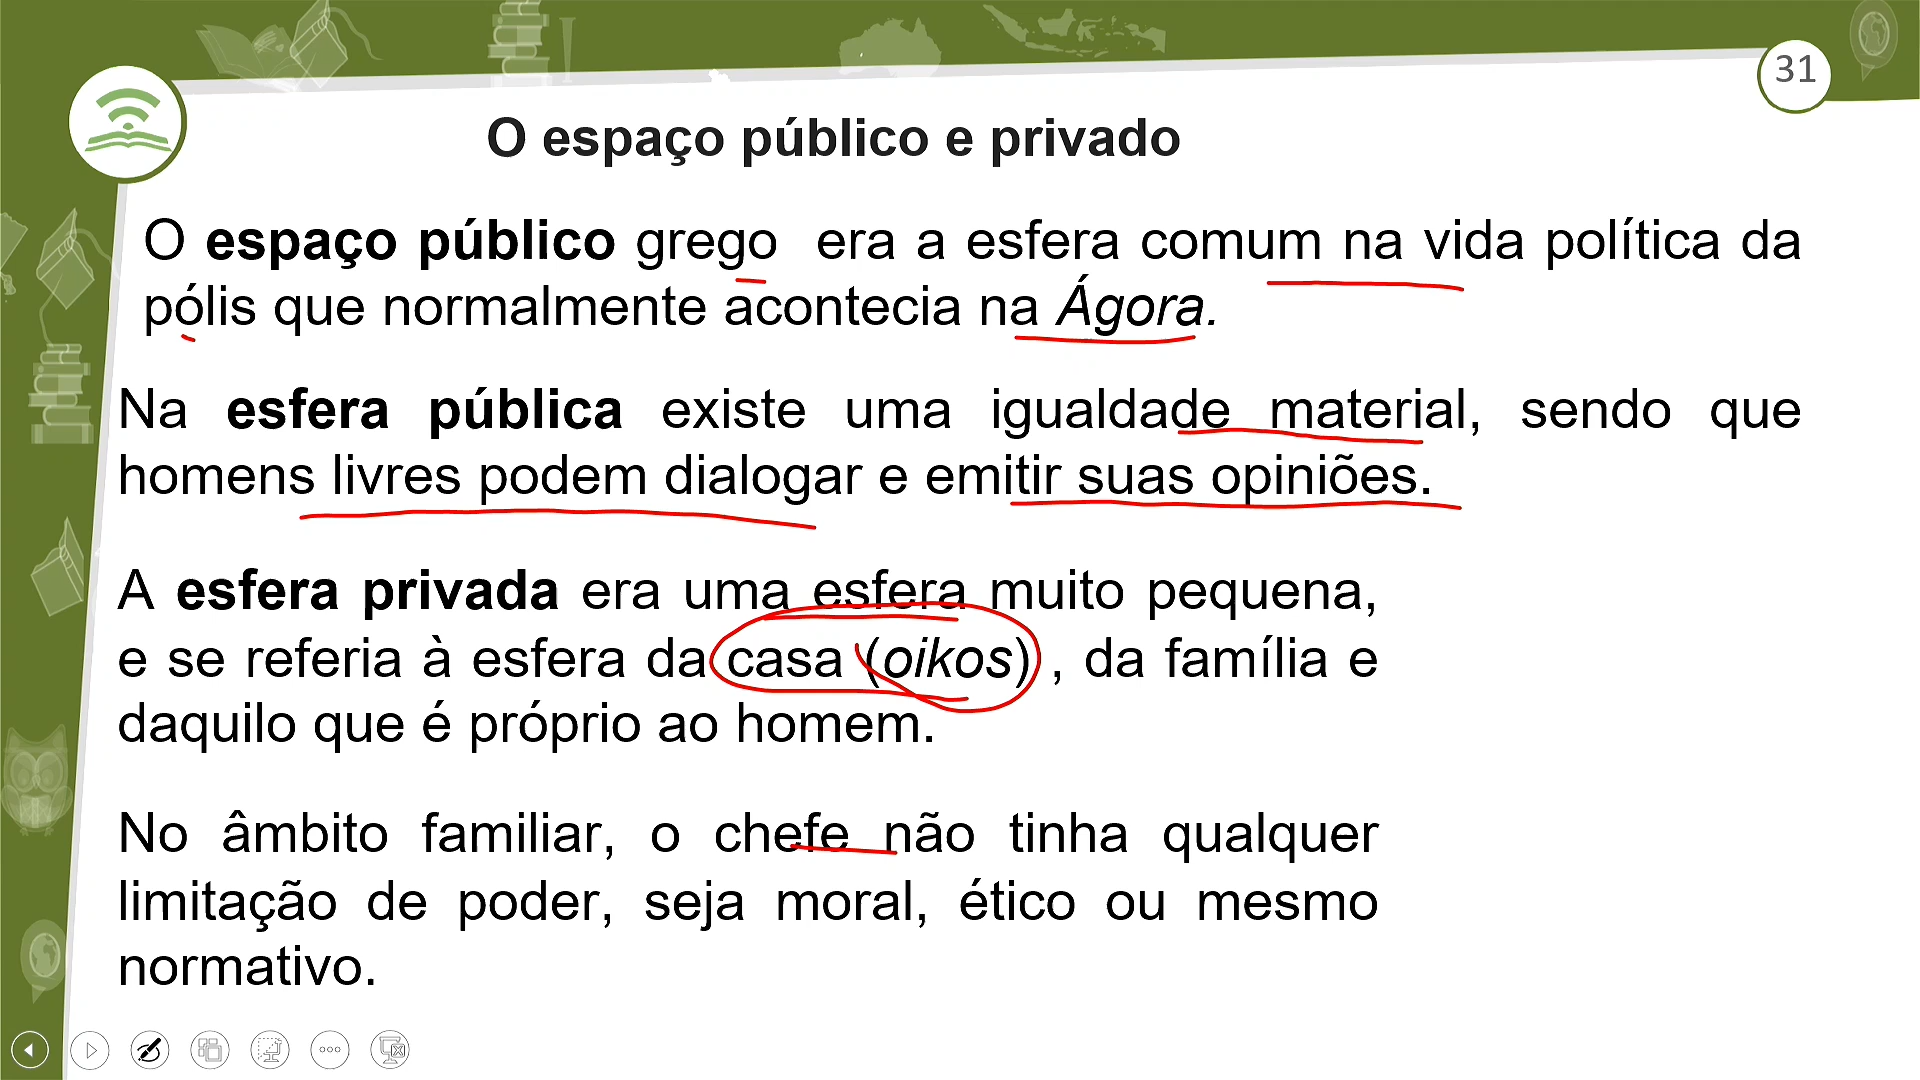 31
O espaço público e privado
O espaço público grego era a esfera comum na vida política da
pólis que normalmente acontecia na Ágora.
Na esfera pública existe uma igualdade material, sendo que
homens livres podem dialogar e emitir suas opiniões.
A esfera privada era uma esfera muito pequena,
e se referia à esfera da casa (oikos) , da família e
daquilo que é próprio ao homem.
No âmbito familiar, o chefe não tinha qualquer
limitação de poder, seja moral, ético ou mesmo
normativo.